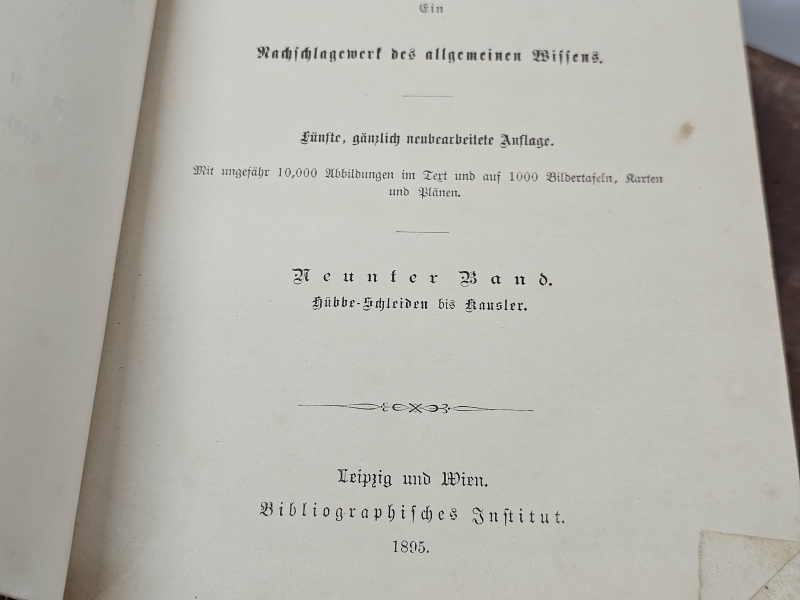 Ein
Nachschlagewerk des allgemeinen Wissens.
Fünfte, gänzlich neubearbeitete Auflage.
Mit ungefähr 10,000 Abbildungen im Text und auf 1000 Bildertafeln, Karten
und Plänen.
Neunter Band.
Hübbe-Schleiden bis Kausler.
Leipzig und Wien.
Bibliographisches Institut.
1895.